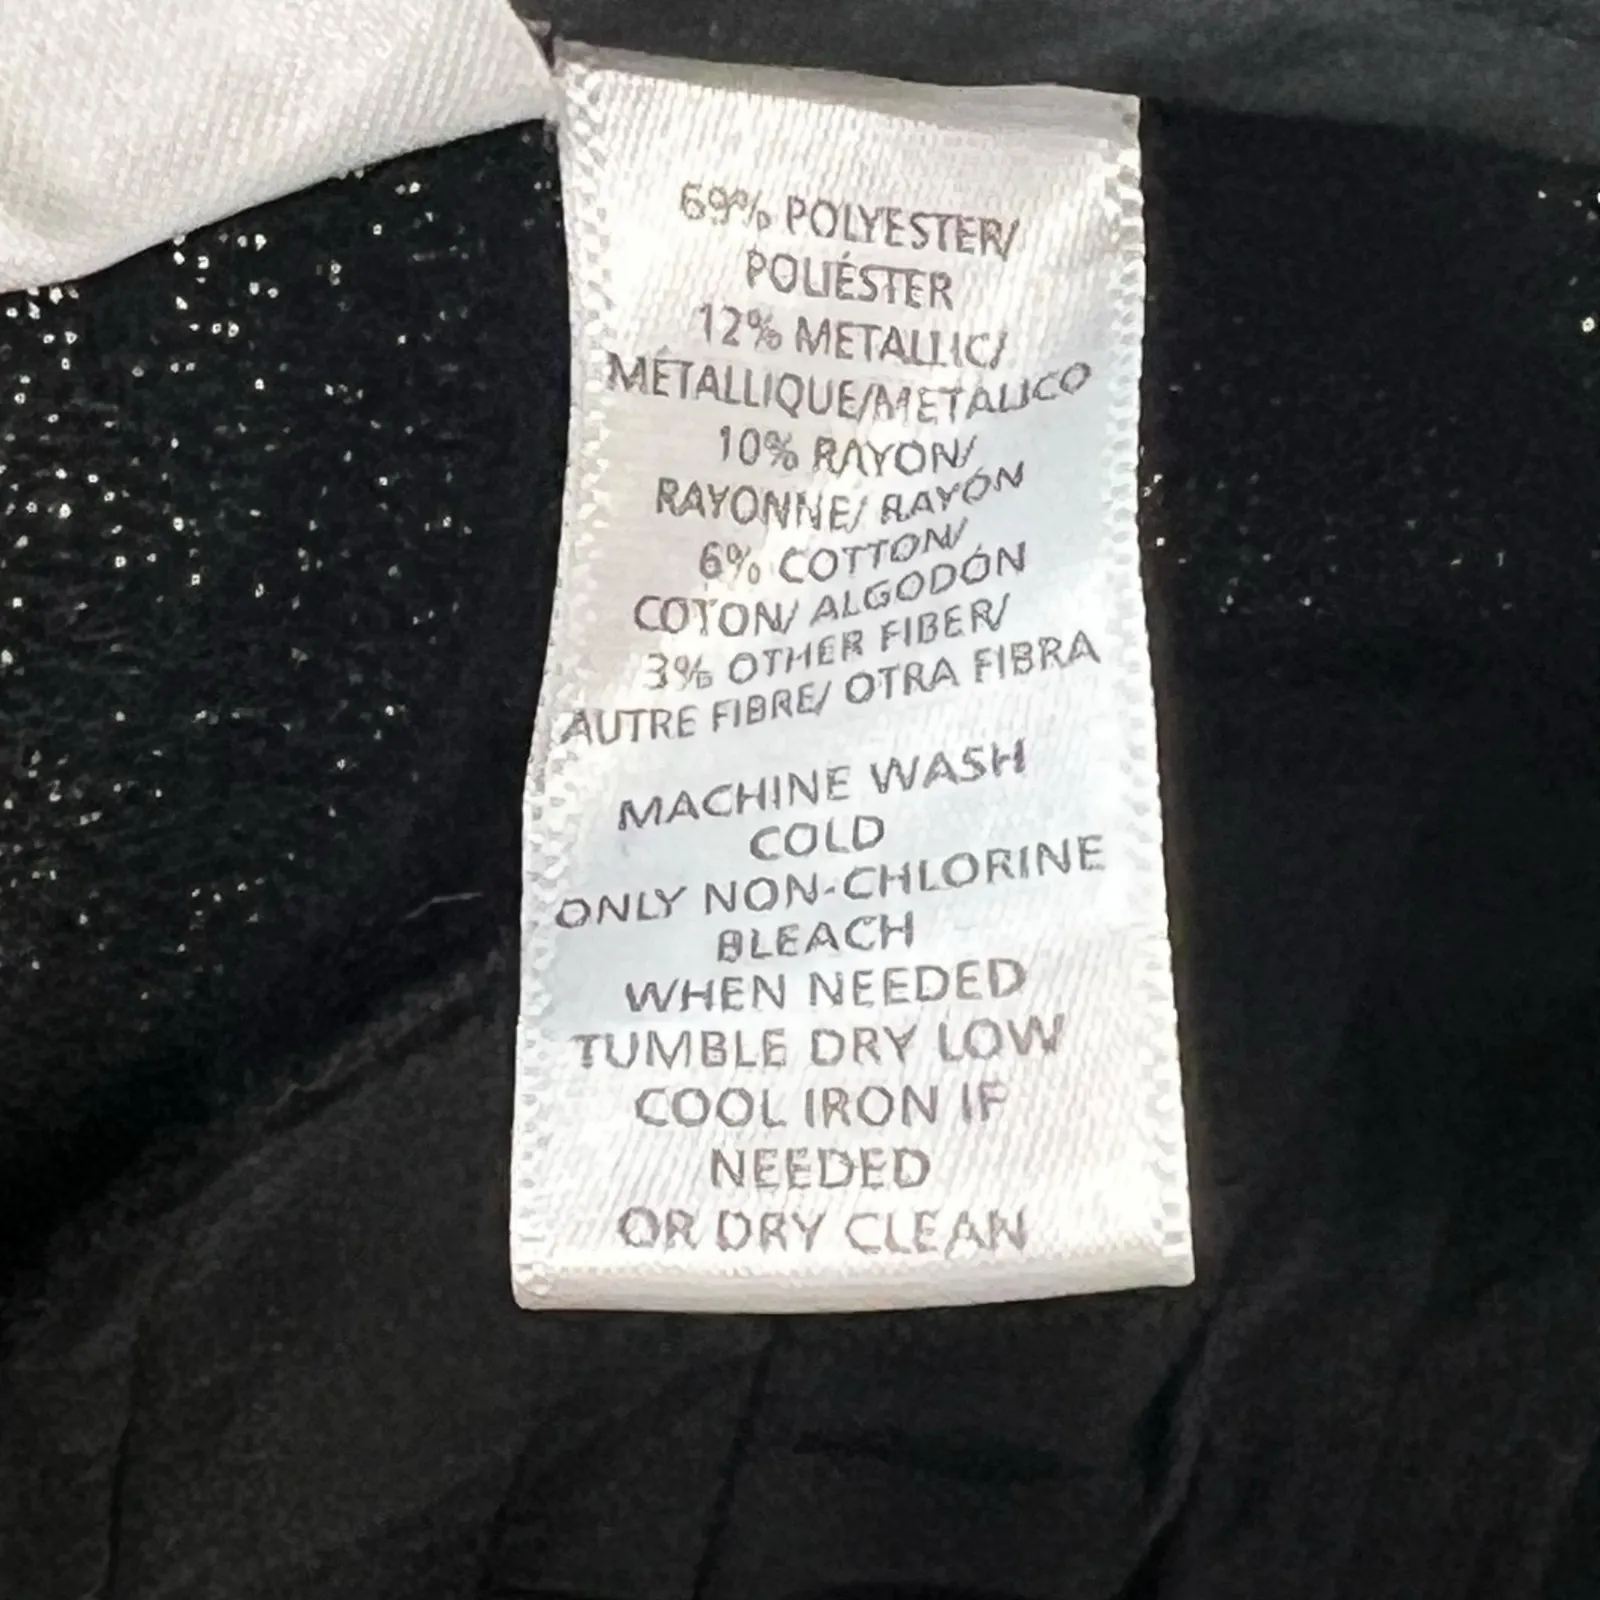 69% POLYESTER/
POLIÉSTER
12% METALLIC/
MÉTALLIQUE/METALICO
10% RAYON/
RAYONNE/ RAYÓN
6% COTTON/
COTON/ ALGODÓN
3% OTHER FIBER/
AUTRE FIBRE/ OTRA FIBRA
MACHINE WASH
COLD
ONLY NON-CHLORINE
BLEACH
WHEN NEEDED
TUMBLE DRY LOW
COOL IRON IF
NEEDED
OR DRY CLEAN